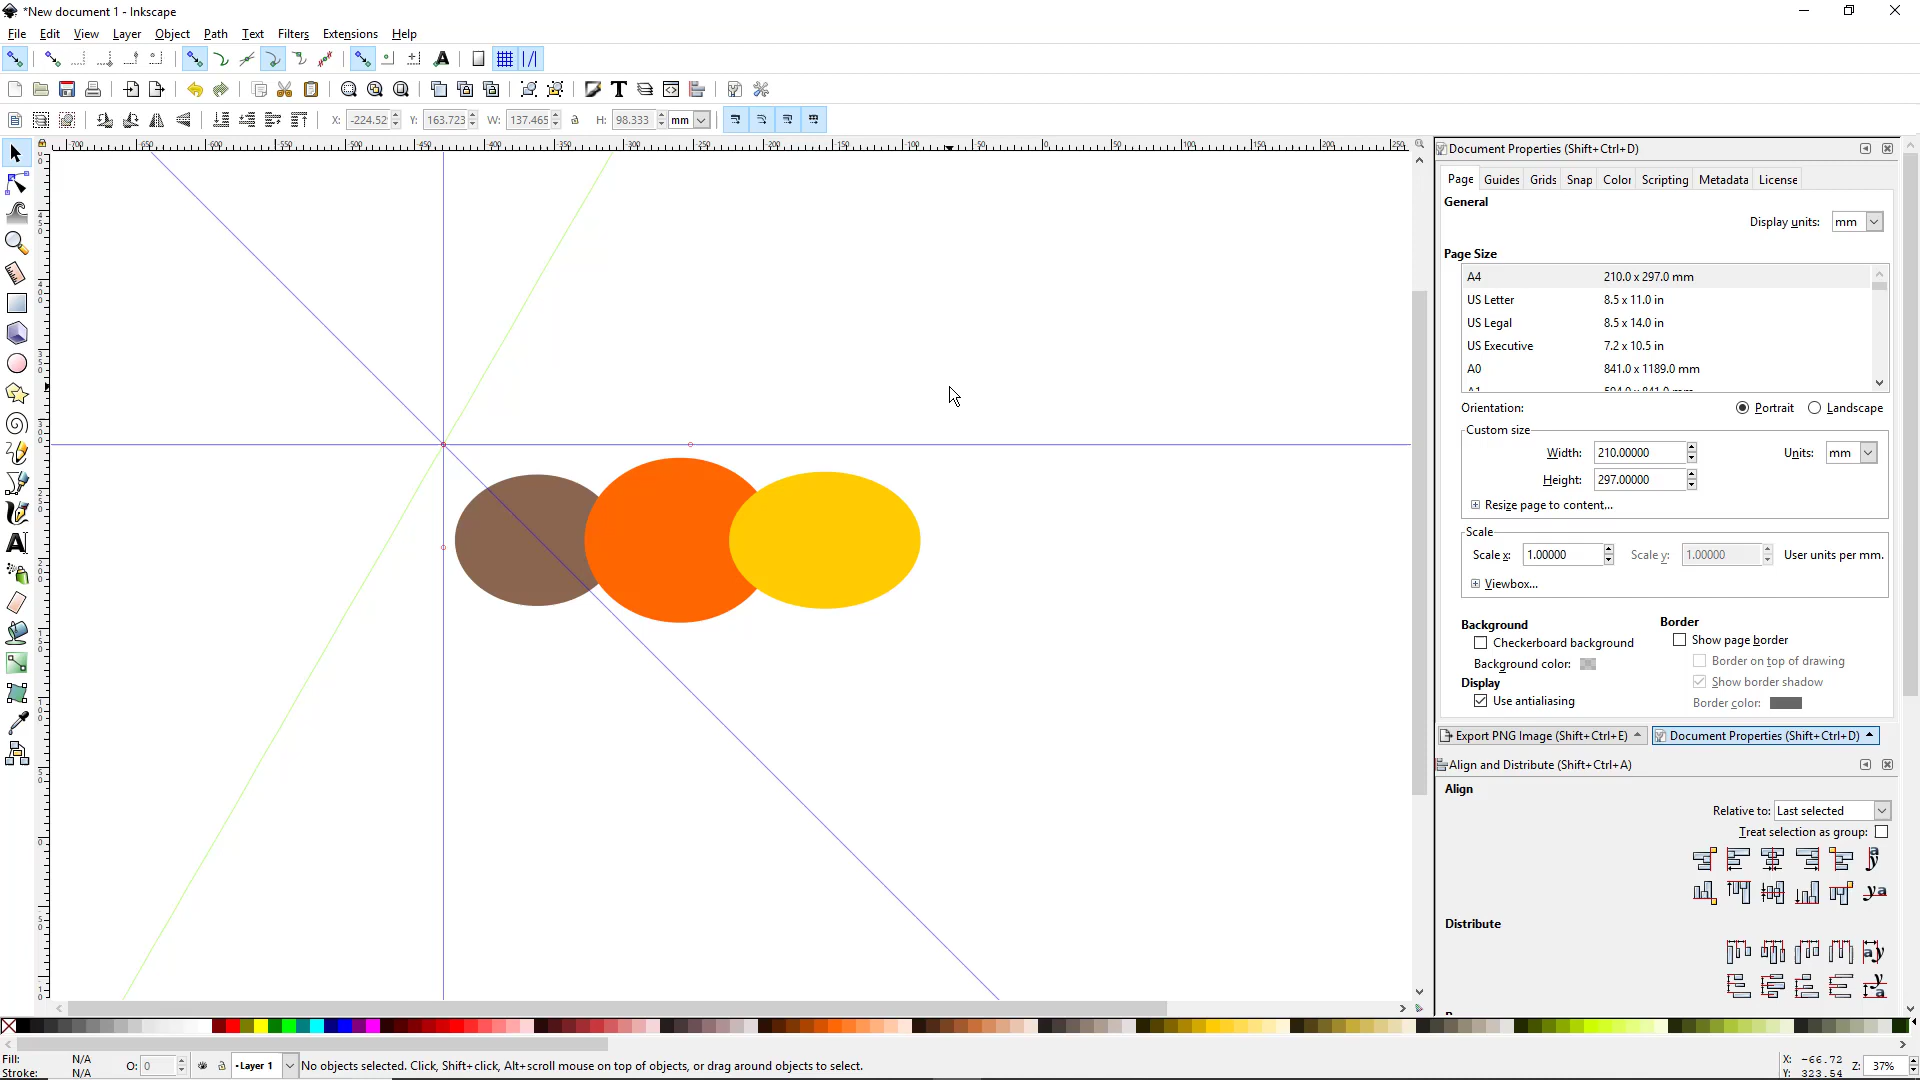 *New document 1 - Inkscape
File Edit View Layer Object Path Text Filters Extensions Help
X: -224.52 Y: 163.723 W: 137.465 H: 98.333 mm
Document Properties (Shift+Ctrl+D)
Page Guides Grids Snap Color Scripting Metadata License
General
Display units: mm
Page Size
A4 210.0 x 297.0 mm
US Letter 8.5 x 11.0 in
US Legal 8.5 x 14.0 in
US Executive 7.2 x 10.5 in
A0 841.0 x 1189.0 mm
A1 594.0 x 841.0 mm
Orientation: Portrait Landscape
Custom size
Width: 210.00000 Units: mm
Height: 297.00000
Resize page to content...
Scale
Scale x: 1.00000 Scale y: 1.00000 User units per mm.
Viewbox...
Background Border
Checkerboard background Show page border
Background color: Border on top of drawing
Display Show border shadow
Use antialiasing Border color:
Export PNG Image (Shift+Ctrl+E) Document Properties (Shift+Ctrl+D)
Align and Distribute (Shift+Ctrl+A)
Align
Relative to: Last selected
Treat selection as group:
Distribute
Fill: N/A
Stroke: N/A
O: 0
Layer 1
No objects selected. Click, Shift+click, Alt+scroll mouse on top of objects, or drag around objects to select.
X: -66.72
Y: 323.54
Z: 37%